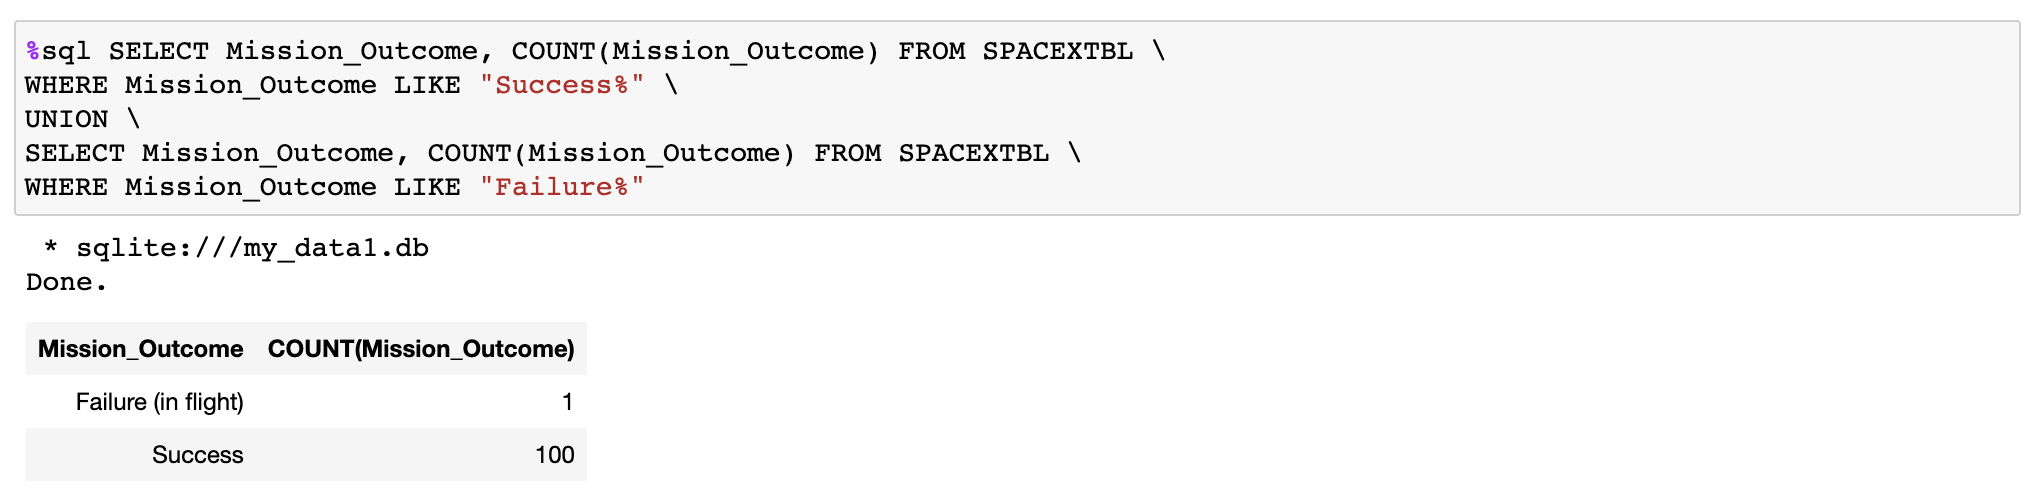 %sql SELECT Mission_Outcome, COUNT(Mission_Outcome) FROM SPACEXTBL \
WHERE Mission_Outcome LIKE "Success%" \
UNION \
SELECT Mission_Outcome, COUNT(Mission_Outcome) FROM SPACEXTBL \
WHERE Mission_Outcome LIKE "Failure%"
* sqlite:///my_data1.db
Done.
Mission_Outcome COUNT(Mission_Outcome)
Failure (in flight) 1
Success 100